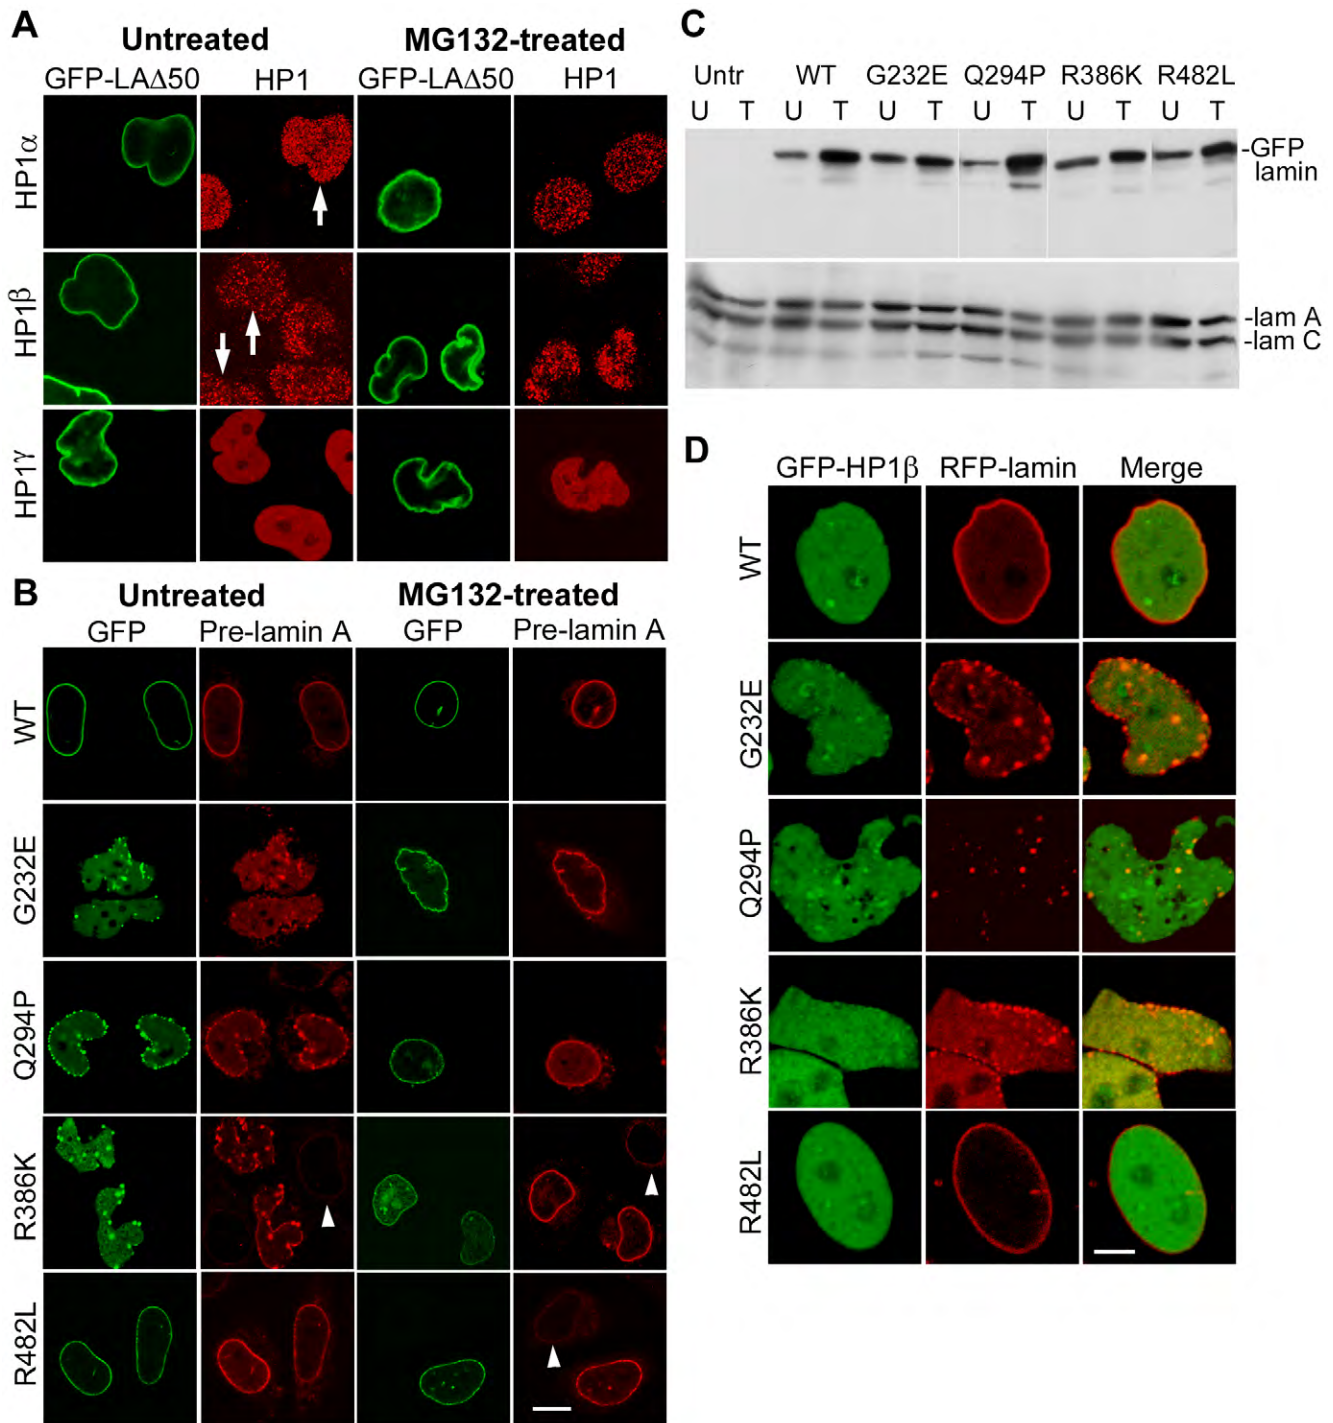 A
Untreated MG132-treated
GFP-LAΔ50 HP1 GFP-LAΔ50 HP1
HP1α
HP1β
HP1γ
B
Untreated MG132-treated
GFP Pre-lamin A GFP Pre-lamin A
WT
G232E
Q294P
R386K
R482L
C
Untr WT G232E Q294P R386K R482L
U T U T U T U T U T U T
-GFP
lamin
-lam A
-lam C
D
GFP-HP1β RFP-lamin Merge
WT
G232E
Q294P
R386K
R482L